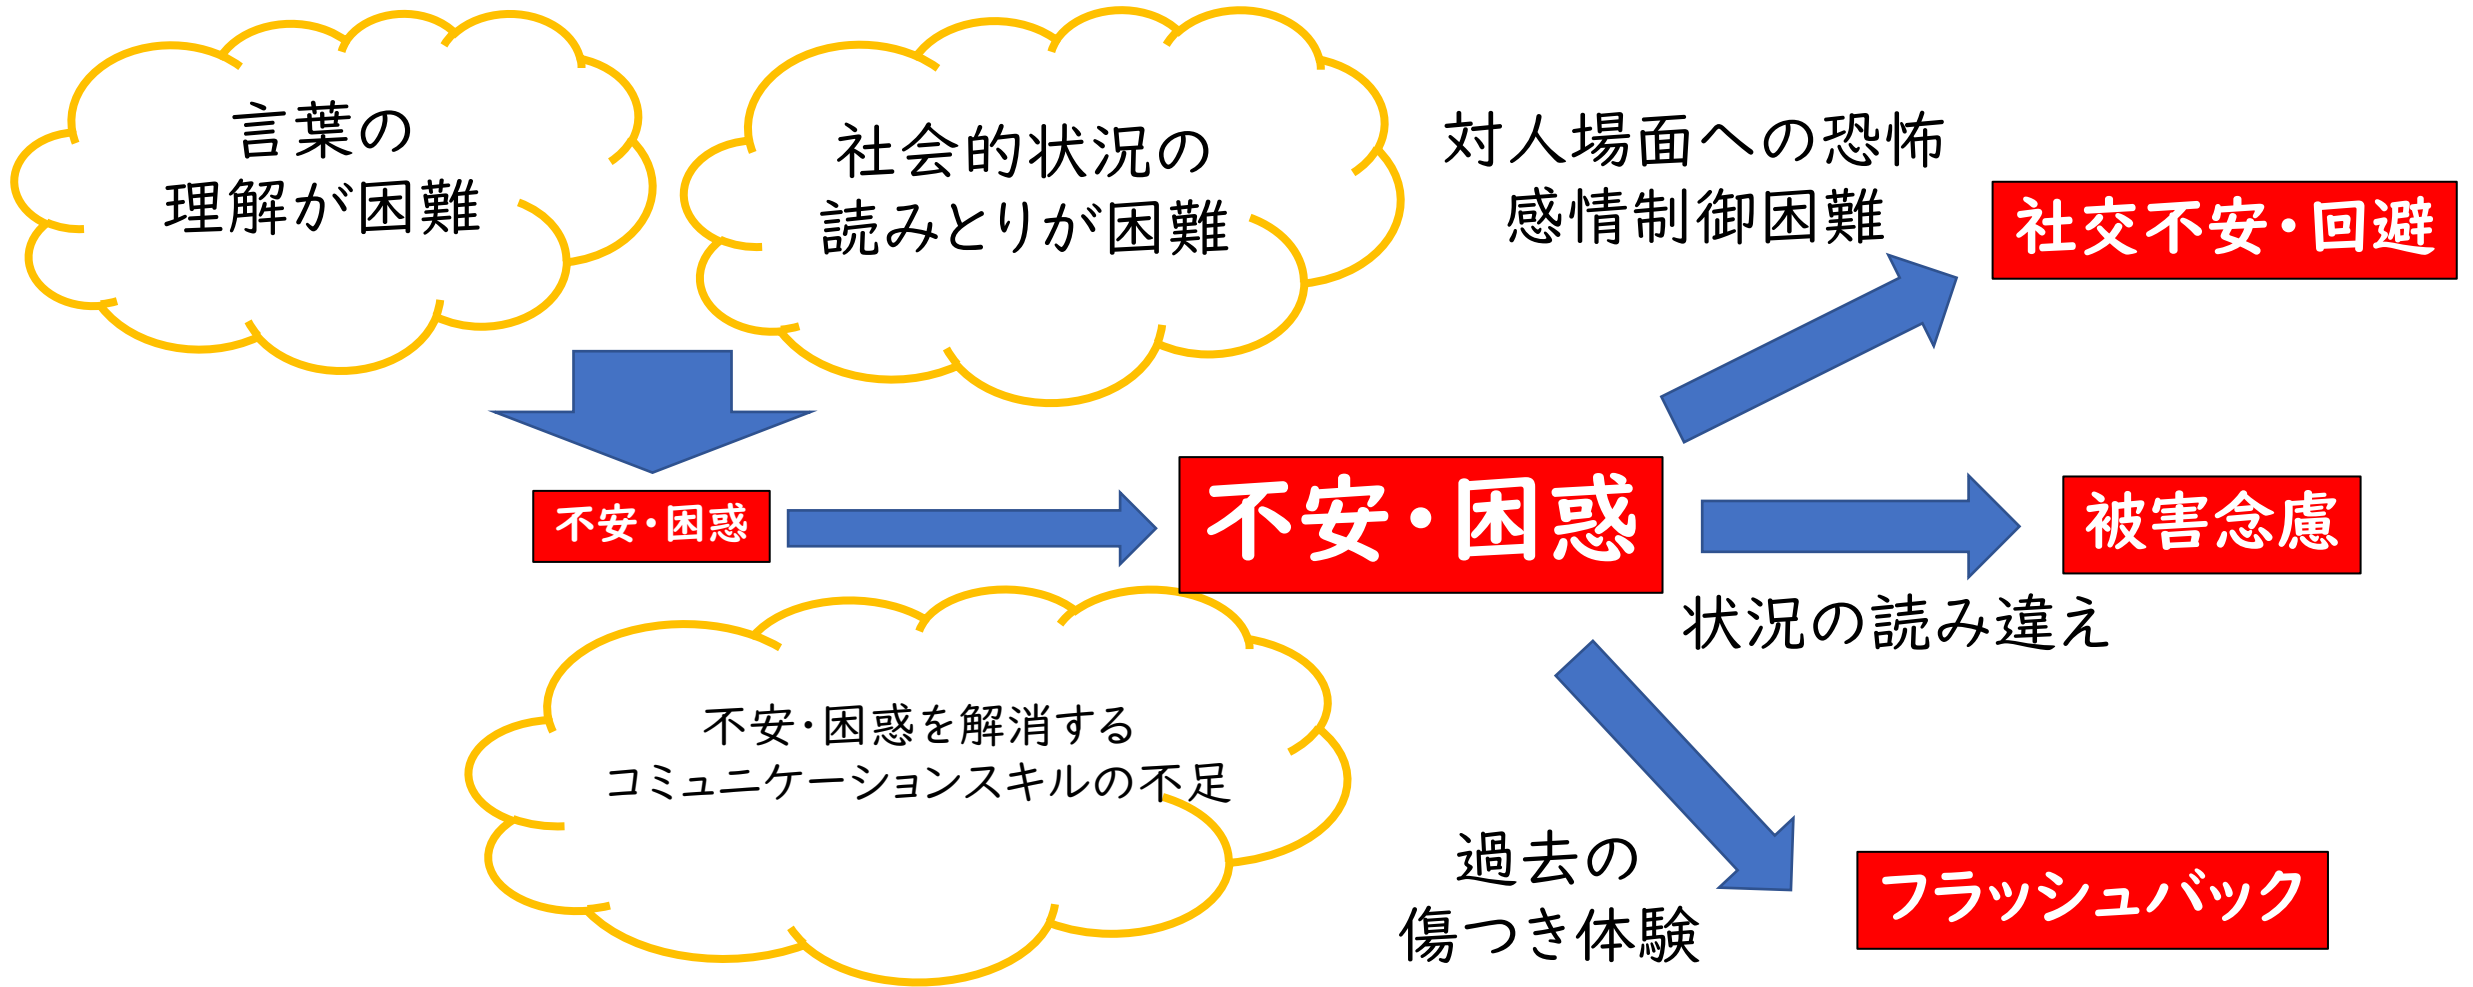 言葉の
理解が困難
社会的状況の
読みとりが困難
対人場面への恐怖
感情制御困難
社交不安・回避
不安・困惑
不安・困惑
被害念慮
状況の読み違え
不安・困惑を解消する
コミュニケーションスキルの不足
過去の
傷つき体験
フラッシュバック